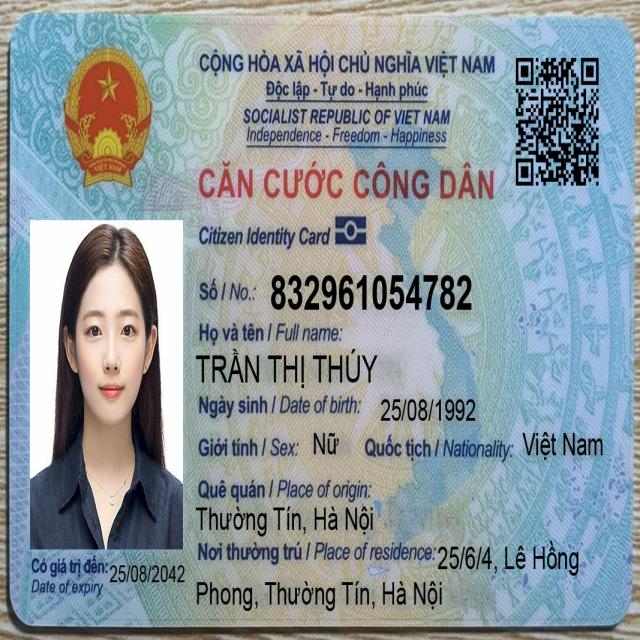 CỘNG HÒA XÃ HỘI CHỦ NGHĨA VIỆT NAM
Độc lập - Tự do - Hạnh phúc
SOCIALIST REPUBLIC OF VIET NAM
Independence - Freedom - Happiness
CĂN CƯỚC CÔNG DÂN
Citizen Identity Card
Số / No.: 832961054782
Họ và tên / Full name:
TRẦN THỊ THÚY
Ngày sinh / Date of birth: 25/08/1992
Giới tính / Sex: Nữ Quốc tịch / Nationality: Việt Nam
Quê quán / Place of origin:
Thường Tín, Hà Nội
Nơi thường trú / Place of residence: 25/6/4, Lê Hồng
Phong, Thường Tín, Hà Nội
Có giá trị đến: 25/08/2042
Date of expiry
VIỆT NAM